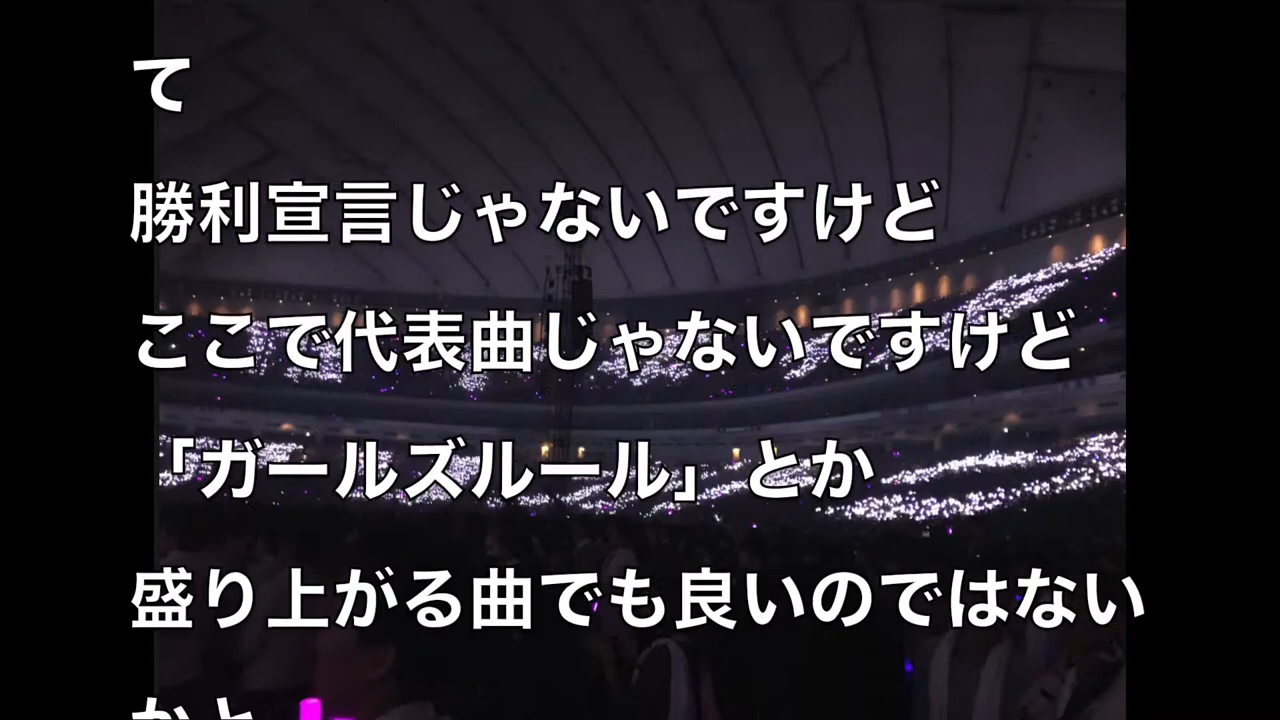 て
勝利宣言じゃないですけど
ここで代表曲じゃないですけど
「ガールズルール」とか
盛り上がる曲でも良いのではない
かと